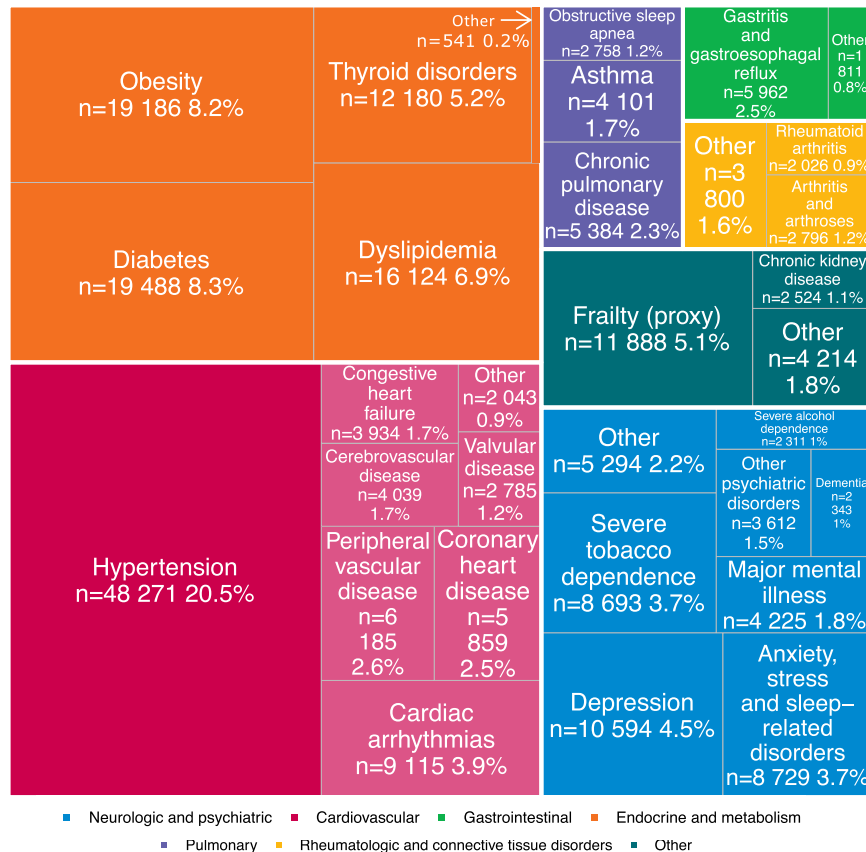 Obesity
n=19 186 8.2%
Other
n=541 0.2%
Thyroid disorders
n=12 180 5.2%
Diabetes
n=19 488 8.3%
Dyslipidemia
n=16 124 6.9%
Obstructive sleep
apnea
n=2 758 1.2%
Asthma
n=4 101
1.7%
Chronic
pulmonary
disease
n=5 384 2.3%
Gastritis
and
gastroesophagal
reflux
n=5 962
2.5%
Other
n=1
811
0.8%
Other
n=3
800
1.6%
Rheumatoid
arthritis
n=2 026 0.9%
Arthritis
and
arthroses
n=2 796 1.2%
Frailty (proxy)
n=11 888 5.1%
Chronic kidney
disease
n=2 524 1.1%
Other
n=4 214
1.8%
Hypertension
n=48 271 20.5%
Congestive
heart
failure
n=3 934 1.7%
Other
n=2 043
0.9%
Cerebrovascular
disease
n=4 039
1.7%
Valvular
disease
n=2 785
1.2%
Peripheral
vascular
disease
n=6
185
2.6%
Coronary
heart
disease
n=5
859
2.5%
Cardiac
arrhythmias
n=9 115 3.9%
Other
n=5 294 2.2%
Severe alcohol
dependence
n=2 311 1%
Other
psychiatric
disorders
n=3 612
1.5%
Dementia
n=2
343
1%
Severe
tobacco
dependence
n=8 693 3.7%
Major mental
illness
n=4 225 1.8%
Depression
n=10 594 4.5%
Anxiety,
stress
and sleep–
related
disorders
n=8 729 3.7%
Neurologic and psychiatric Cardiovascular Gastrointestinal Endocrine and metabolism
Pulmonary Rheumatologic and connective tissue disorders Other